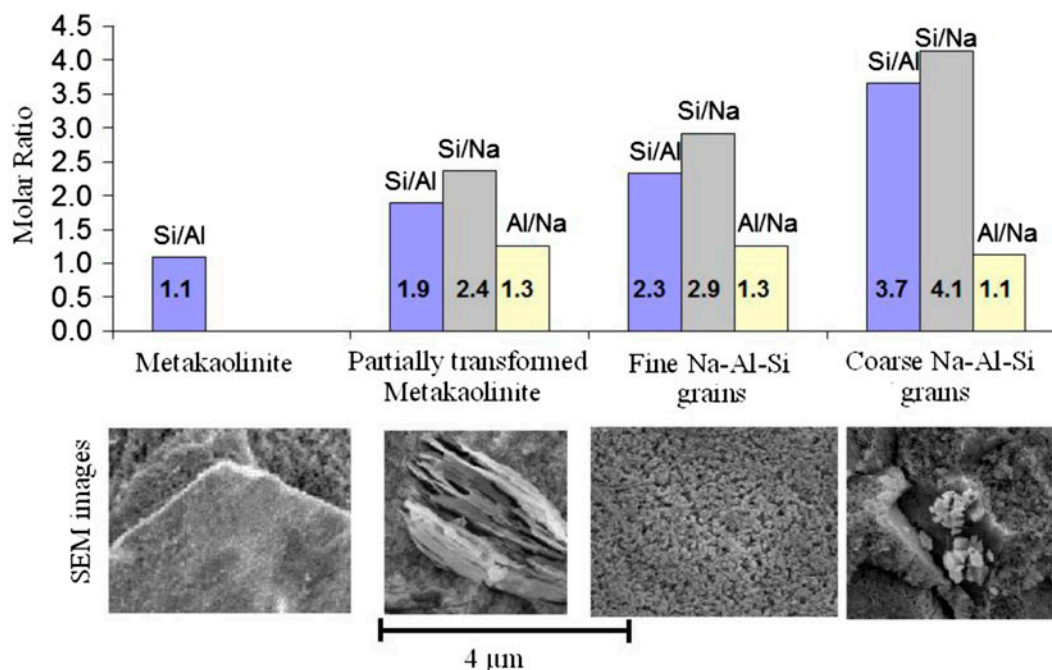 Molar Ratio
4.5
4.0
3.5
3.0
2.5
2.0
1.5
1.0
0.5
0.0
Si/Al
1.1
Si/Al
Si/Na
Al/Na
1.9
2.4
1.3
Si/Al
Si/Na
Al/Na
2.3
2.9
1.3
Si/Al
Si/Na
Al/Na
3.7
4.1
1.1
Metakaolinite
Partially transformed
Metakaolinite
Fine Na-Al-Si
grains
Coarse Na-Al-Si
grains
SEM images
4 µm